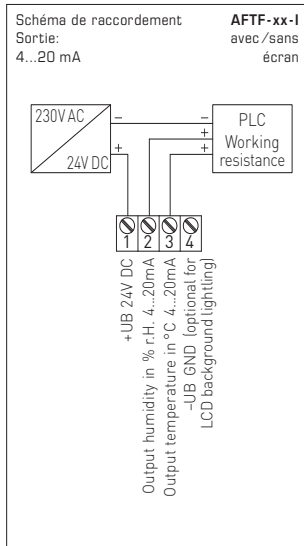 Schéma de raccordement
Sortie:
4...20 mA
AFTF-xx-I
avec/sans
écran
230V AC
24V DC
–
+
–
+
+
PLC
Working
resistance
1 2 3 4
+UB 24V DC
Output humidity in % r.H. 4...20mA
Output temperature in °C 4...20mA
–UB GND (optional for
LCD background lightling)